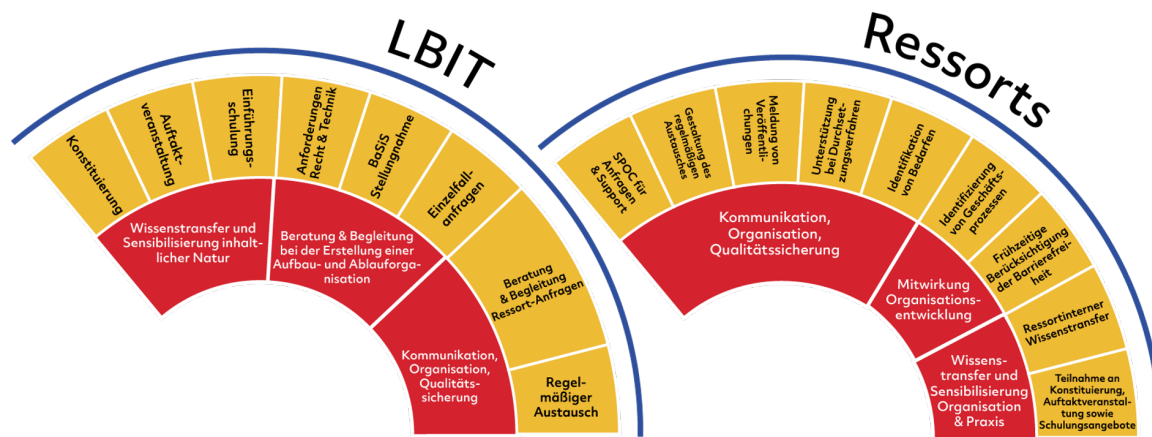 LBIT
Konstituierung
Auftakt-
veranstaltung
Einführungs-
schulung
Anforderungen
Recht & Technik
BaSiS
Stellungnahme
Einzelfall-
anfragen
Beratung
& Begleitung
Ressort-Anfragen
Regel-
mäßiger
Austausch
Wissenstransfer und
Sensibilisierung inhalt-
licher Natur
Beratung & Begleitung
bei der Erstellung einer
Aufbau- und Ablauforga-
nisation
Kommunikation,
Organisation,
Qualitäts-
sicherung
Ressorts
SPOC für
Anfragen
& Support
Gestaltung des
regelmäßigen
Austausches
Meldung von
Veröffentli-
chungen
Unterstützung
bei Durchset-
zungsverfahren
Identifikation
von Bedarfen
Identifizierung
von Geschäfts-
prozessen
Frühzeitige
Berücksichtigung
der Barrierefrei-
heit
Ressortinterner
Wissenstransfer
Teilnahme an
Konstituierung,
Auftaktveranstal-
tung sowie
Schulungsangebote
Kommunikation,
Organisation,
Qualitätssicherung
Mitwirkung
Organisations-
entwicklung
Wissens-
transfer und
Sensibilisierung
Organisation
& Praxis